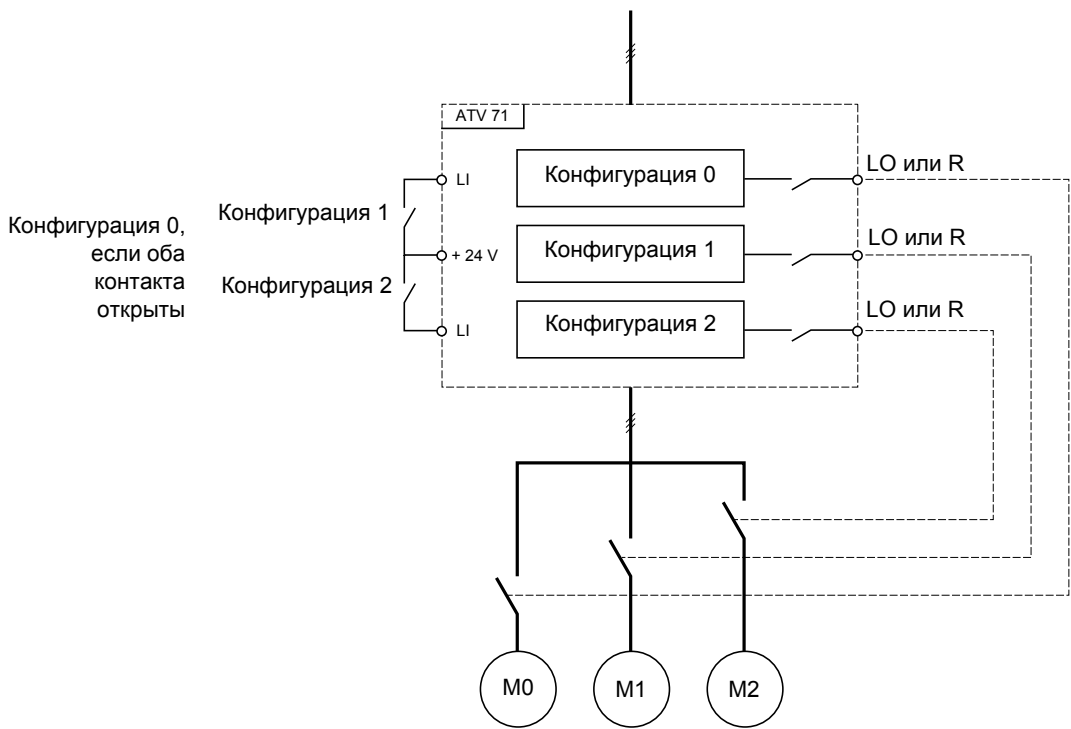 ATV 71
LI
Конфигурация 0
LO или R
Конфигурация 1
Конфигурация 0,
если оба
контакта
открыты
+ 24 V
Конфигурация 1
LO или R
Конфигурация 2
LI
Конфигурация 2
LO или R
M0
M1
M2